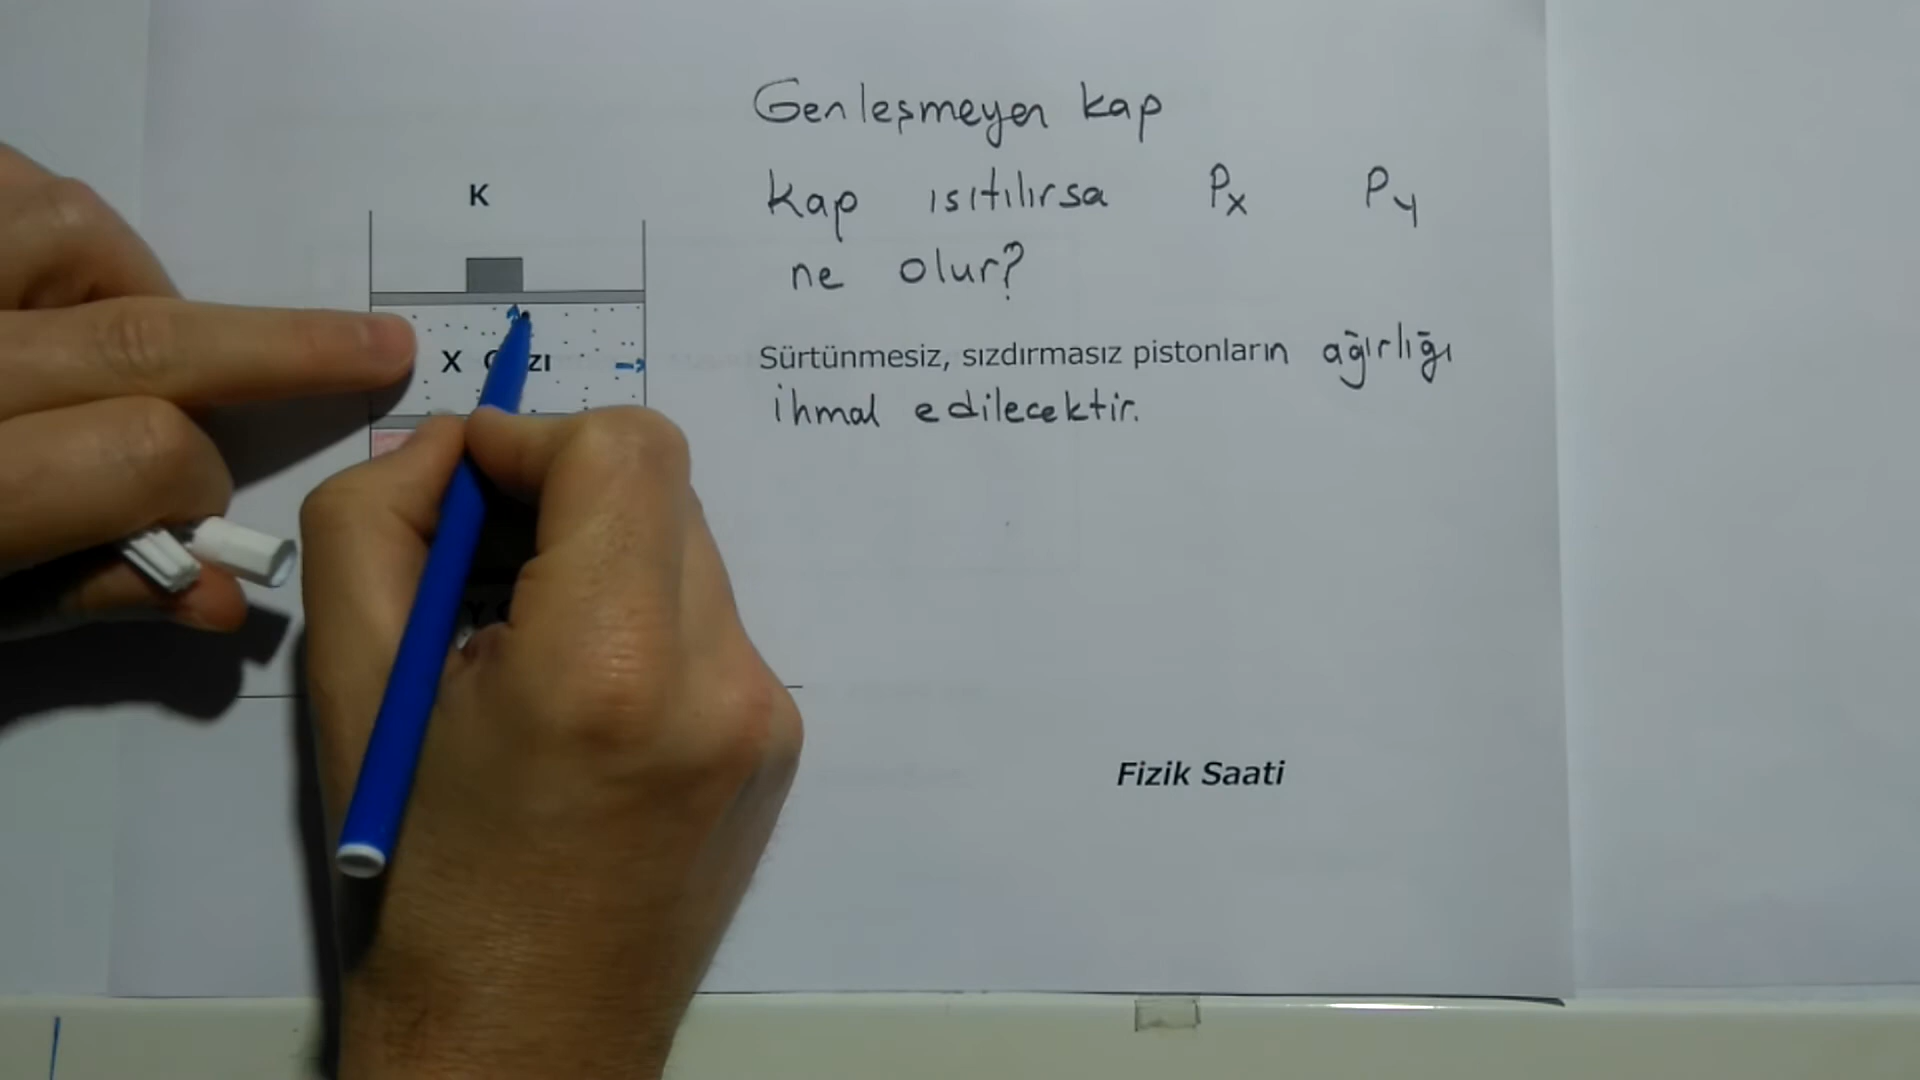 Genleşmeyen kap
kap ısıtılırsa Px Py
ne olur?
K
Sürtünmesiz, sızdırmasız pistonların ağırlığı
ihmal edilecektir.
X
Y
Fizik Saati